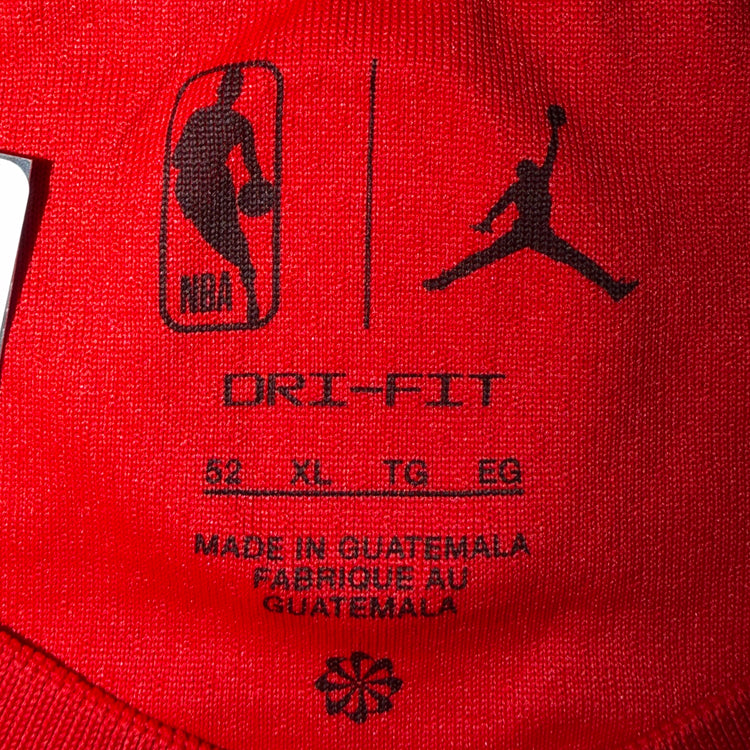 NBA
DRI-FIT
52 XL TG EG
MADE IN GUATEMALA
FABRIQUE AU
GUATEMALA